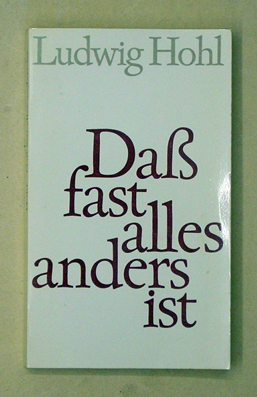 Ludwig Hohl
Daß
fast
alles
anders
ist